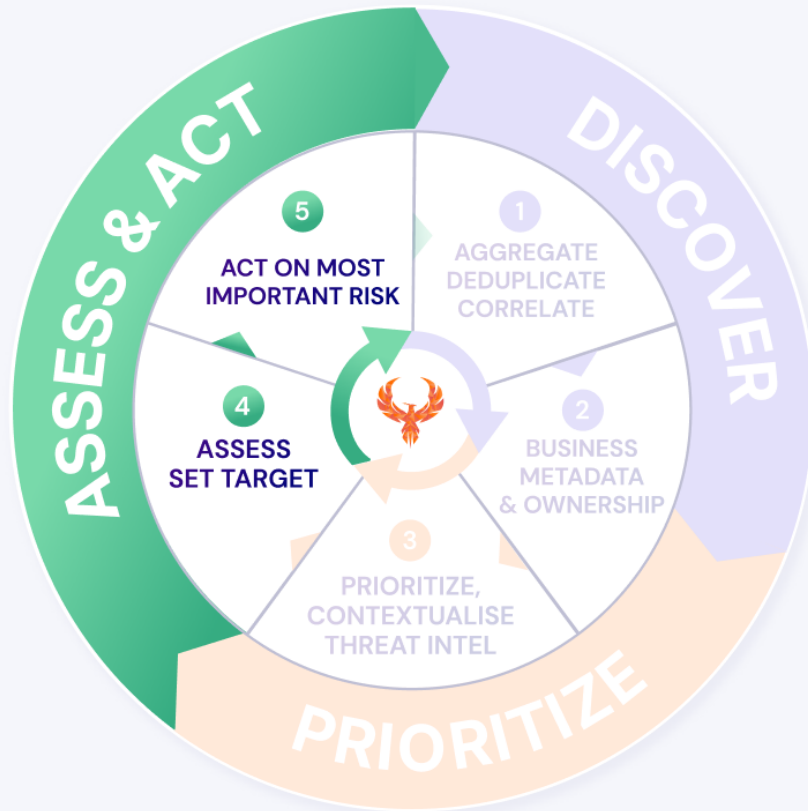 DISCOVER
1
AGGREGATE
DEDUPLICATE
CORRELATE
2
BUSINESS
METADATA
& OWNERSHIP
PRIORITIZE
3
PRIORITIZE,
CONTEXTUALISE
THREAT INTEL
ASSESS & ACT
4
ASSESS
SET TARGET
5
ACT ON MOST
IMPORTANT RISK